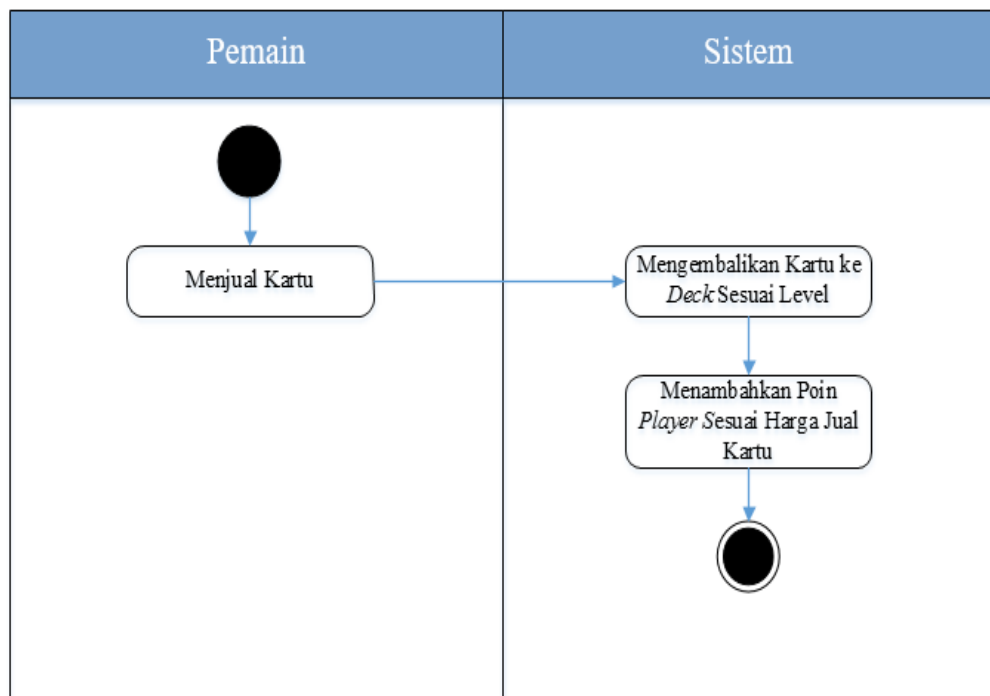 Pemain
Sistem
Menjual Kartu
Mengembalikan Kartu ke
Deck Sesuai Level
Menambahkan Poin
Player Sesuai Harga Jual
Kartu